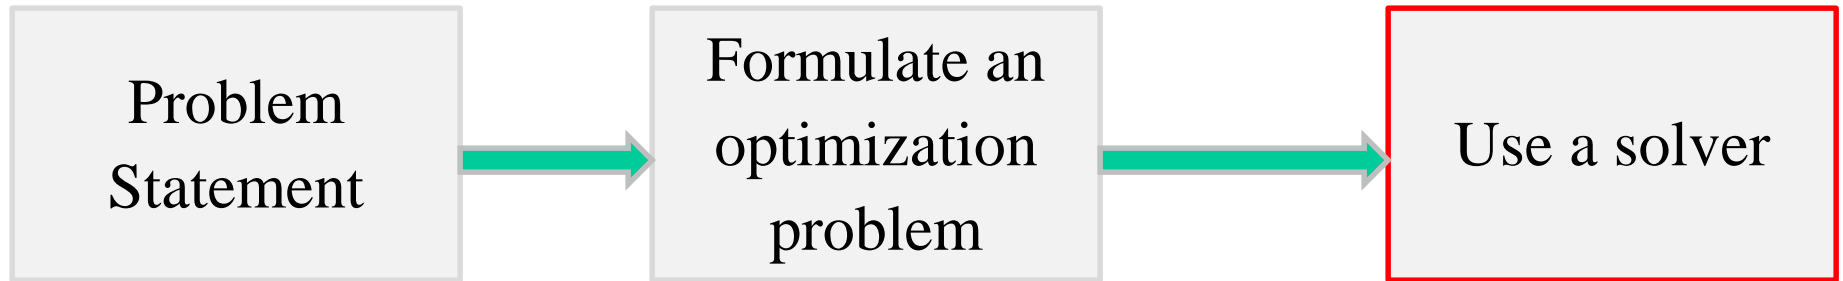 Problem
Statement
Formulate an
optimization
problem
Use a solver